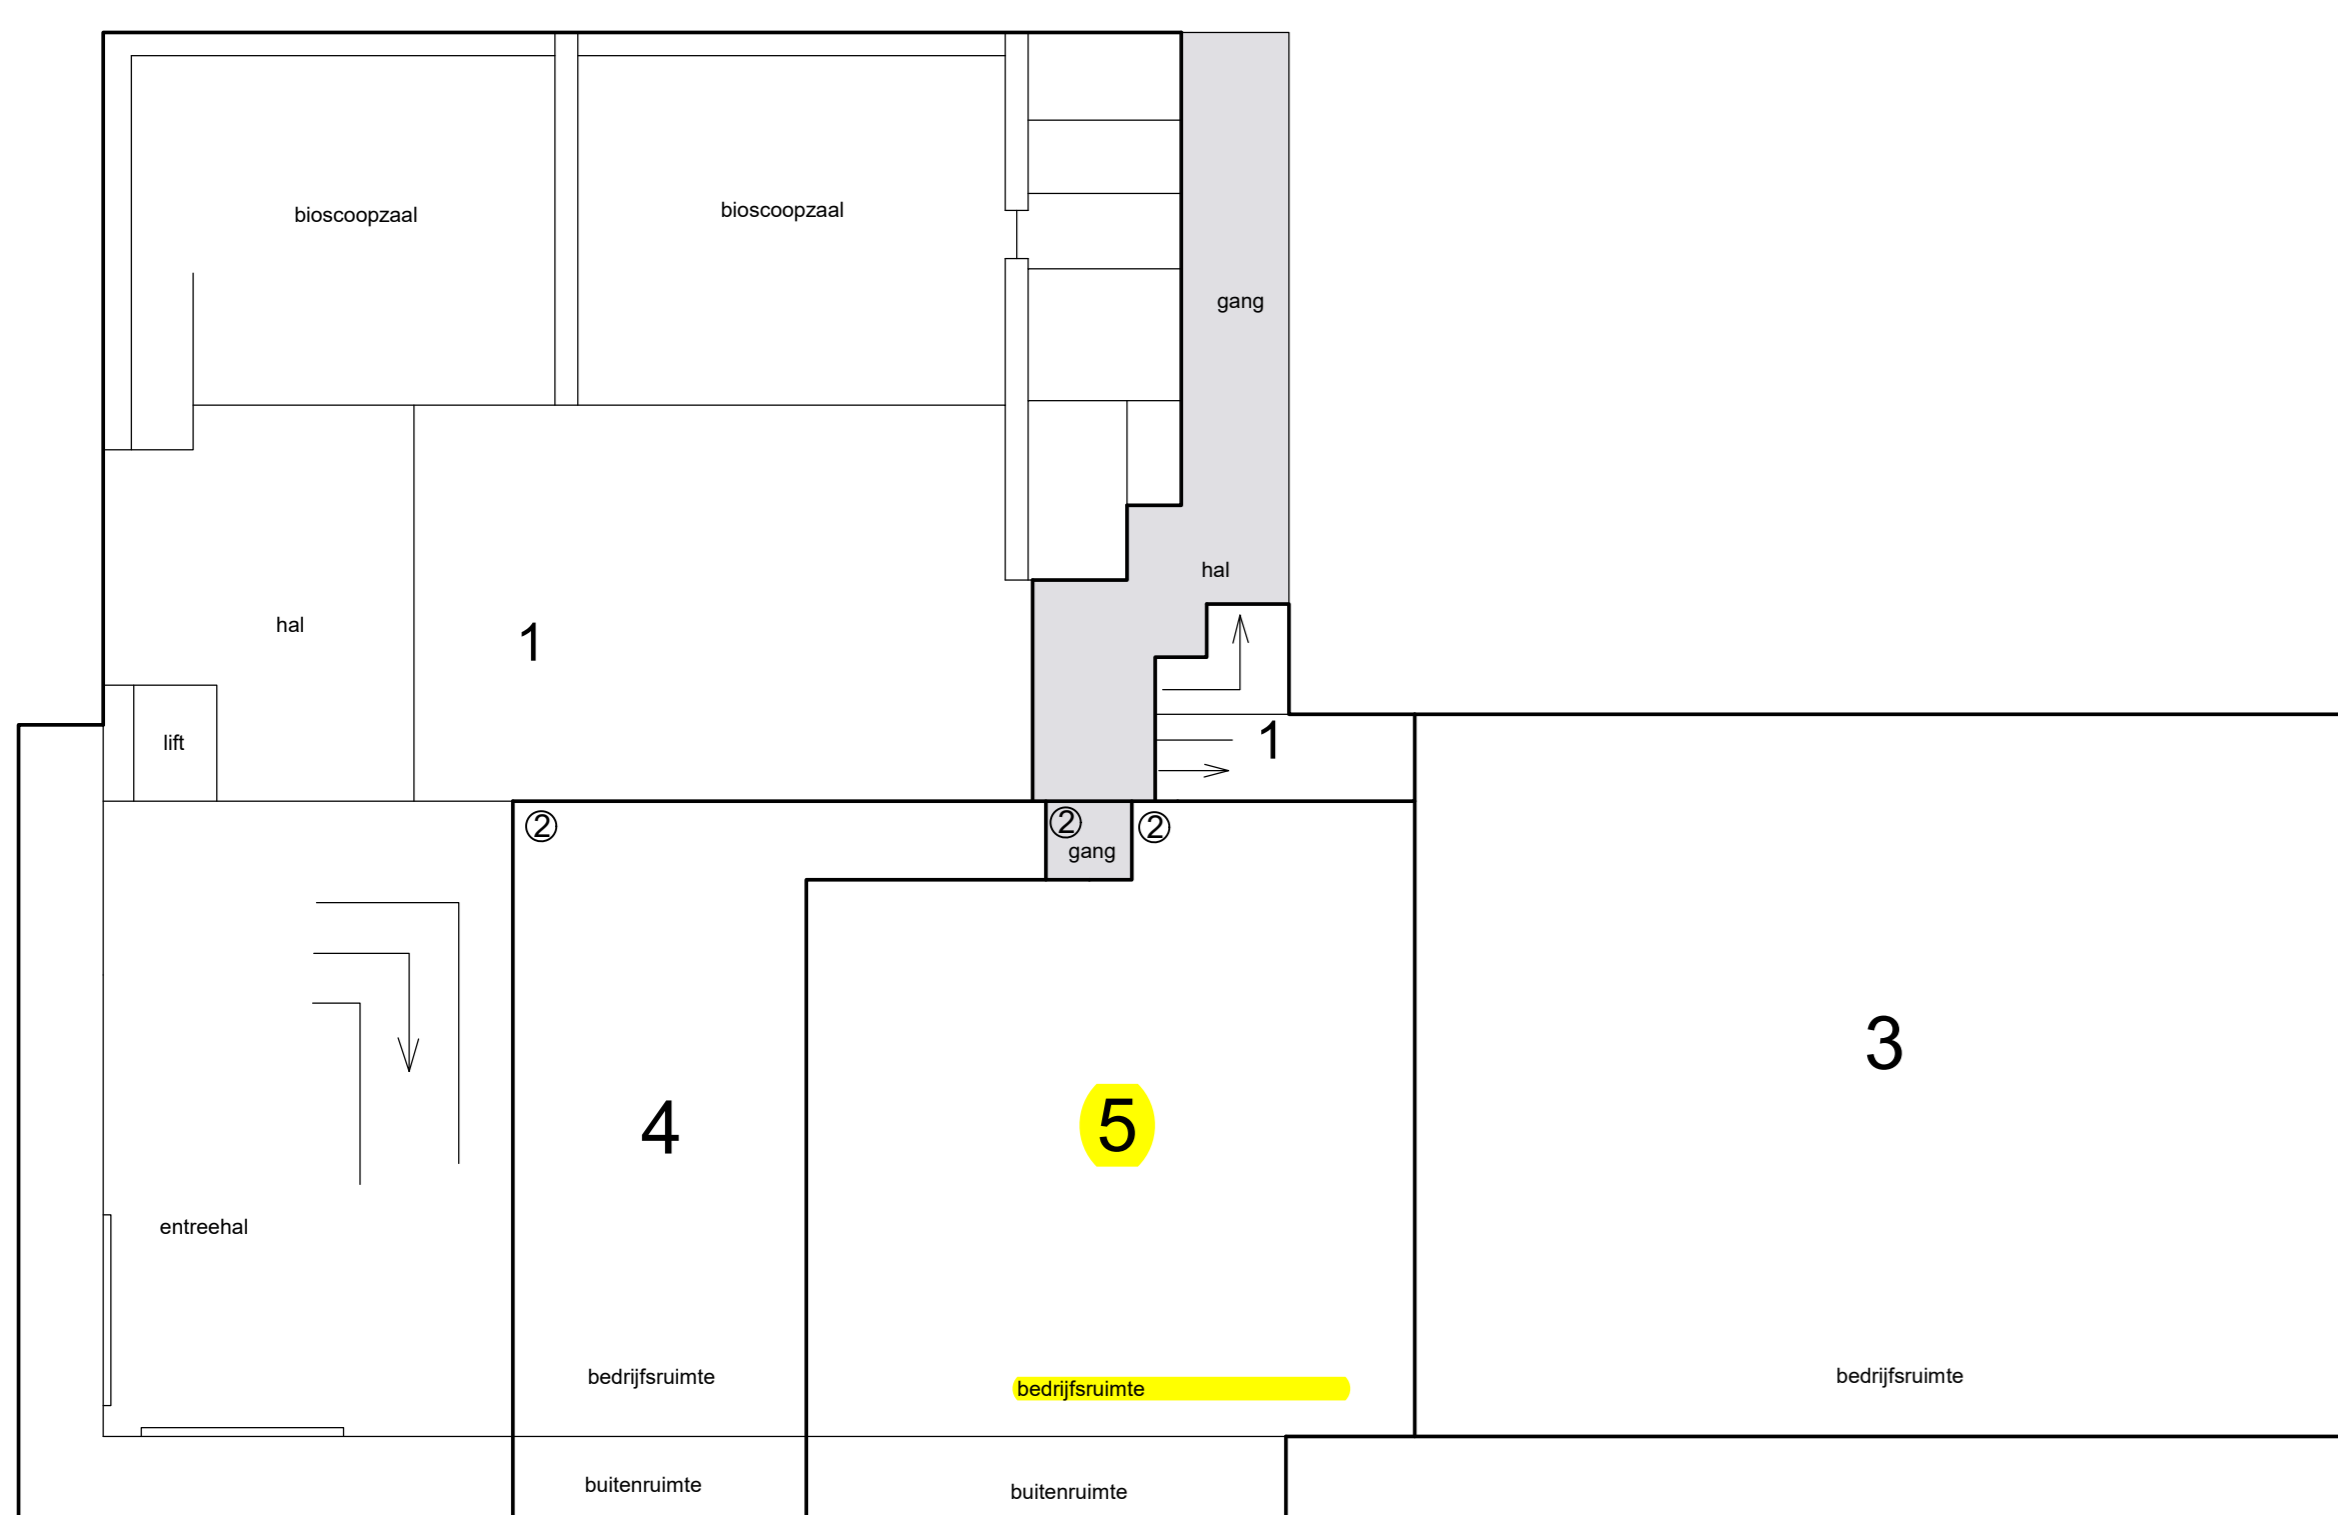 bioscoopzaal
bioscoopzaal
gang
hal
hal
1
lift
1
②
②
②
gang
3
4
5
entreehal
bedrijfsruimte
bedrijfsruimte
bedrijfsruimte
buitenruimte
buitenruimte